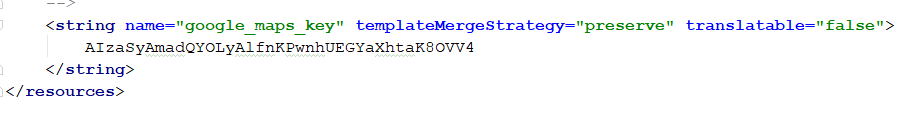 -->
<string name="google_maps_key" templateMergeStrategy="preserve" translatable="false">
AIzaSyAmadQYOLyAlfnKPwnhUEGYaXhtaK8OVV4
</string>
</resources>